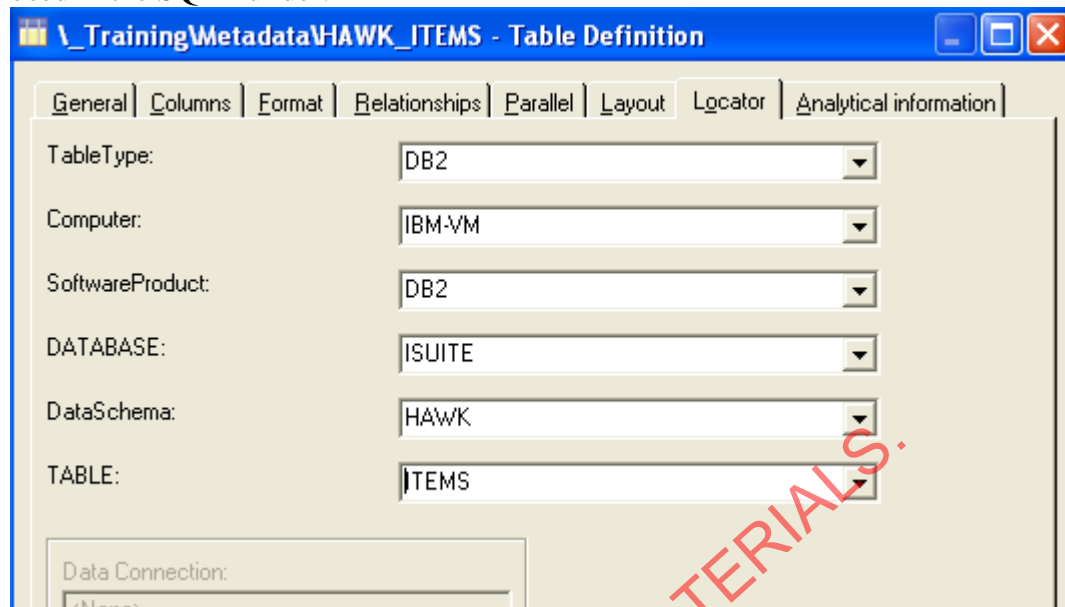 \_Training\Metadata\HAWK_ITEMS - Table Definition
General Columns Format Relationships Parallel Layout Locator Analytical information
TableType: DB2
Computer: IBM-VM
SoftwareProduct: DB2
DATABASE: ISUITE
DataSchema: HAWK
TABLE: ITEMS
TERIALS.
Data Connection: